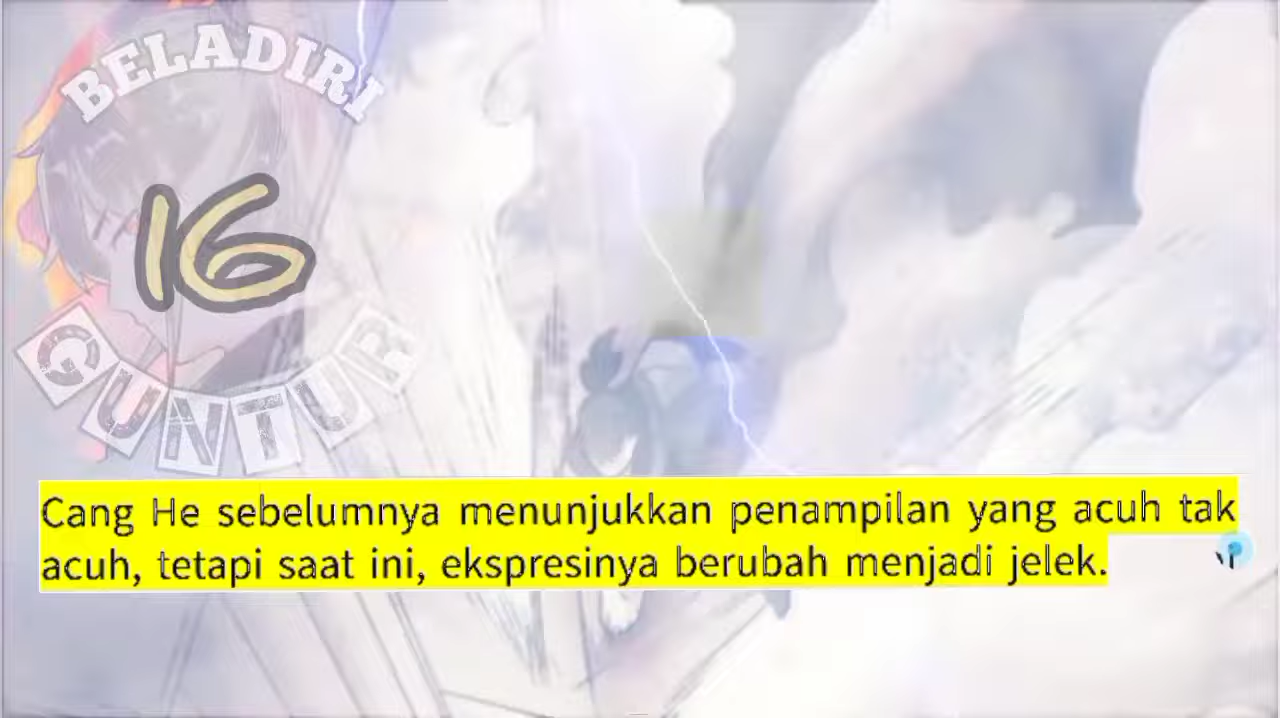 BELADIRI
16
GUNTUR
Cang He sebelumnya menunjukkan penampilan yang acuh tak
acuh, tetapi saat ini, ekspresinya berubah menjadi jelek.